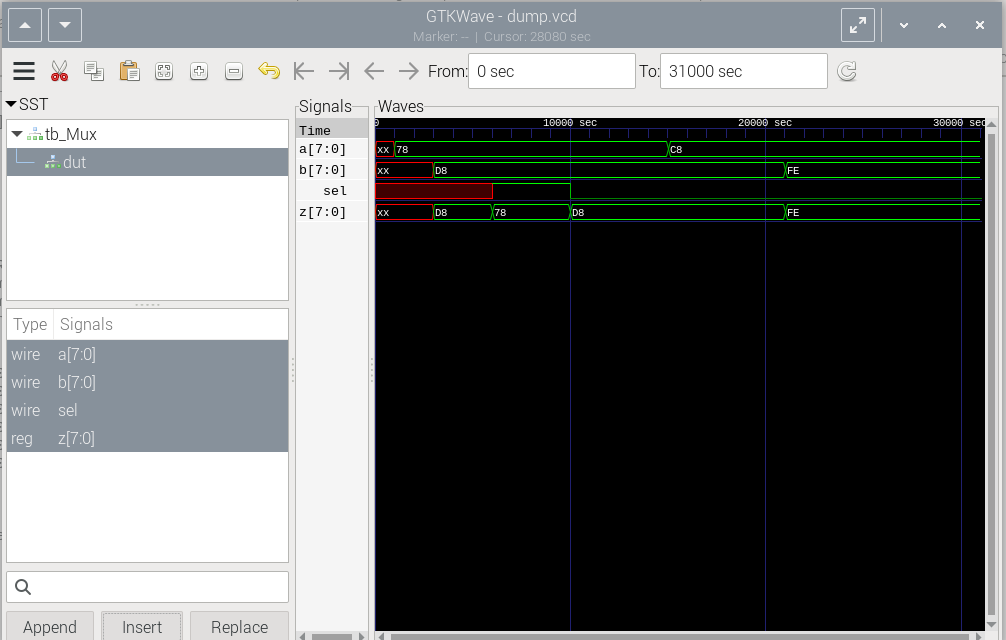 GTKWave - dump.vcd
Marker: -- | Cursor: 28080 sec
From: 0 sec To: 31000 sec
SST
tb_Mux
dut
Type Signals
wire a[7:0]
wire b[7:0]
wire sel
reg z[7:0]
Append Insert Replace
Signals
Time
a[7:0]
b[7:0]
sel
z[7:0]
Waves
0 10000 sec 20000 sec 30000 sec
xx 78 C8
xx D8 FE
xx D8 78 D8 FE